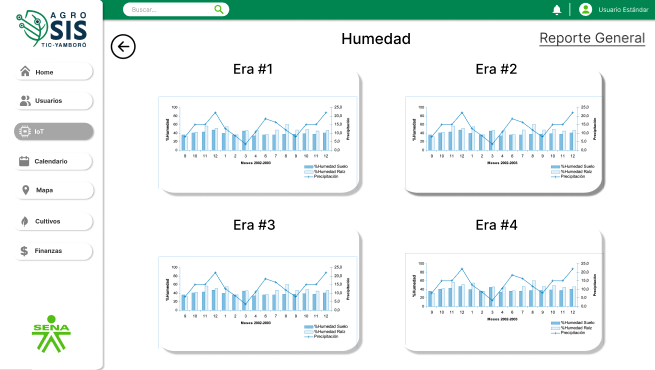 AGRO
SIS
TIC-YAMBORÓ
Buscar...
Usuario Estándar
Home
Usuarios
IoT
Calendario
Mapa
Cultivos
Finanzas
SENA
Humedad
Reporte General
Era #1
%Humedad
100
80
60
40
20
0
25,0
20,0
15,0
10,0
5,0
0,0
Precipitación
9 10 11 12 1 2 3 4 6 7 8 9 10 11 12
Meses 2002-2003
%Humedad Suelo
%Humedad Raíz
Precipitación
Era #2
%Humedad
100
80
60
40
20
0
25,0
20,0
15,0
10,0
5,0
0,0
Precipitación
9 10 11 12 1 2 3 4 6 7 8 9 10 11 12
Meses 2002-2003
%Humedad Suelo
%Humedad Raíz
Precipitación
Era #3
%Humedad
100
80
60
40
20
0
25,0
20,0
15,0
10,0
5,0
0,0
Precipitación
9 10 11 12 1 2 3 4 6 7 8 9 10 11 12
Meses 2002-2003
%Humedad Suelo
%Humedad Raíz
Precipitación
Era #4
%Humedad
100
80
60
40
20
0
25,0
20,0
15,0
10,0
5,0
0,0
Precipitación
9 10 11 12 1 2 3 4 6 7 8 9 10 11 12
Meses 2002-2003
%Humedad Suelo
%Humedad Raíz
Precipitación